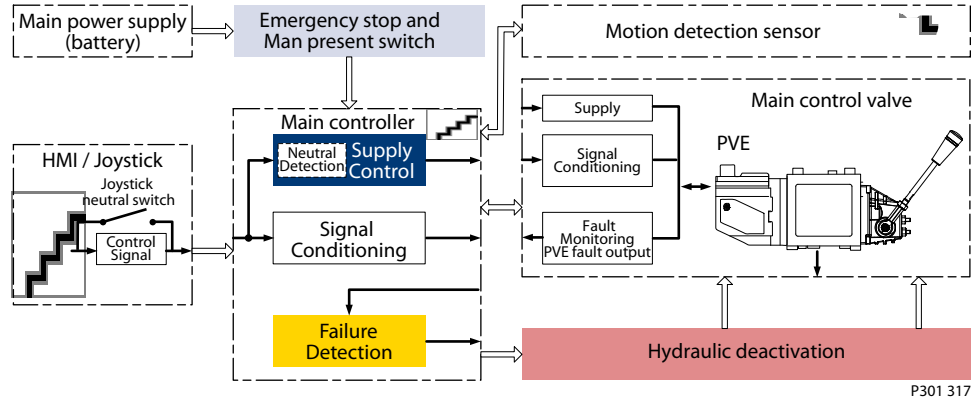 Main power supply
(battery)
Emergency stop and
Man present switch
Motion detection sensor
Main controller
Neutral
Detection
Supply
Control
Signal
Conditioning
Failure
Detection
HMI / Joystick
Joystick
neutral switch
Control
Signal
Supply
Signal
Conditioning
Fault
Monitoring
PVE fault output
Main control valve
PVE
Hydraulic deactivation
P301 317